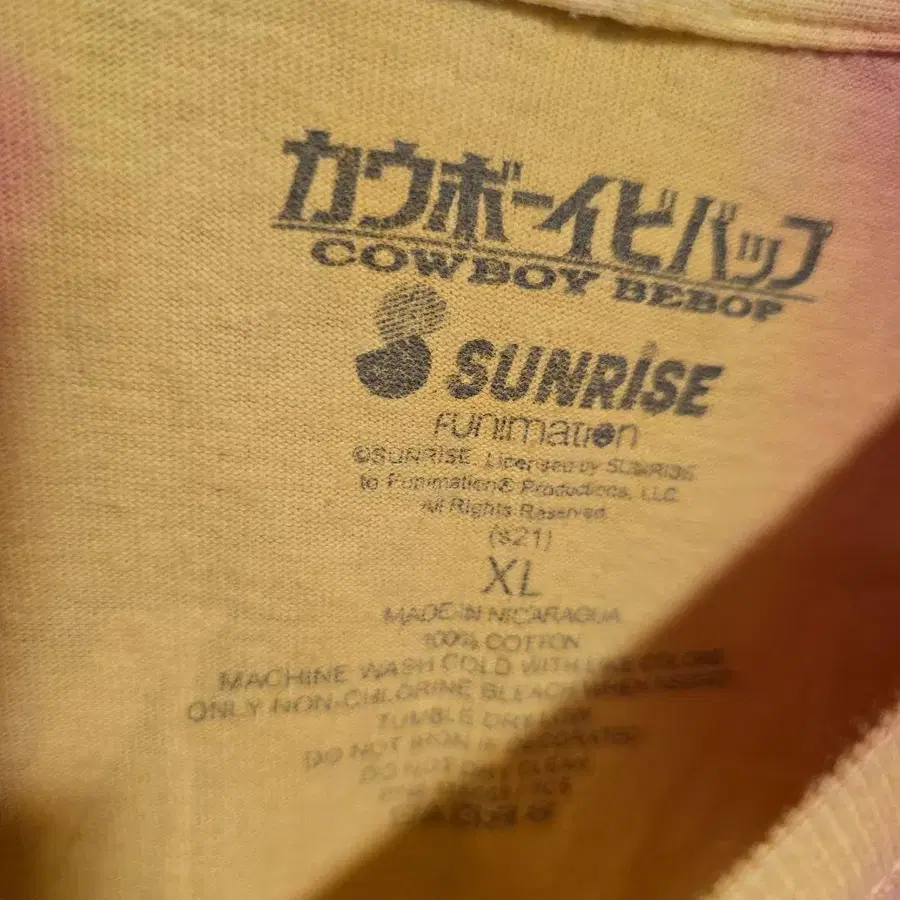 カウボーイビバップ
COWBOY BEBOP
SUNRISE
FUNimation
©SUNRISE. Licensed by SUNRISE
to Funimation® Productions, LLC.
All Rights Reserved.
(s21)
XL
MADE IN NICARAGUA
100% COTTON
MACHINE WASH COLD WITH LIKE COLORS
ONLY NON-CHLORINE BLEACH WHEN NEEDED
TUMBLE DRY LOW
DO NOT IRON IF DECORATED
DO NOT DRY CLEAN